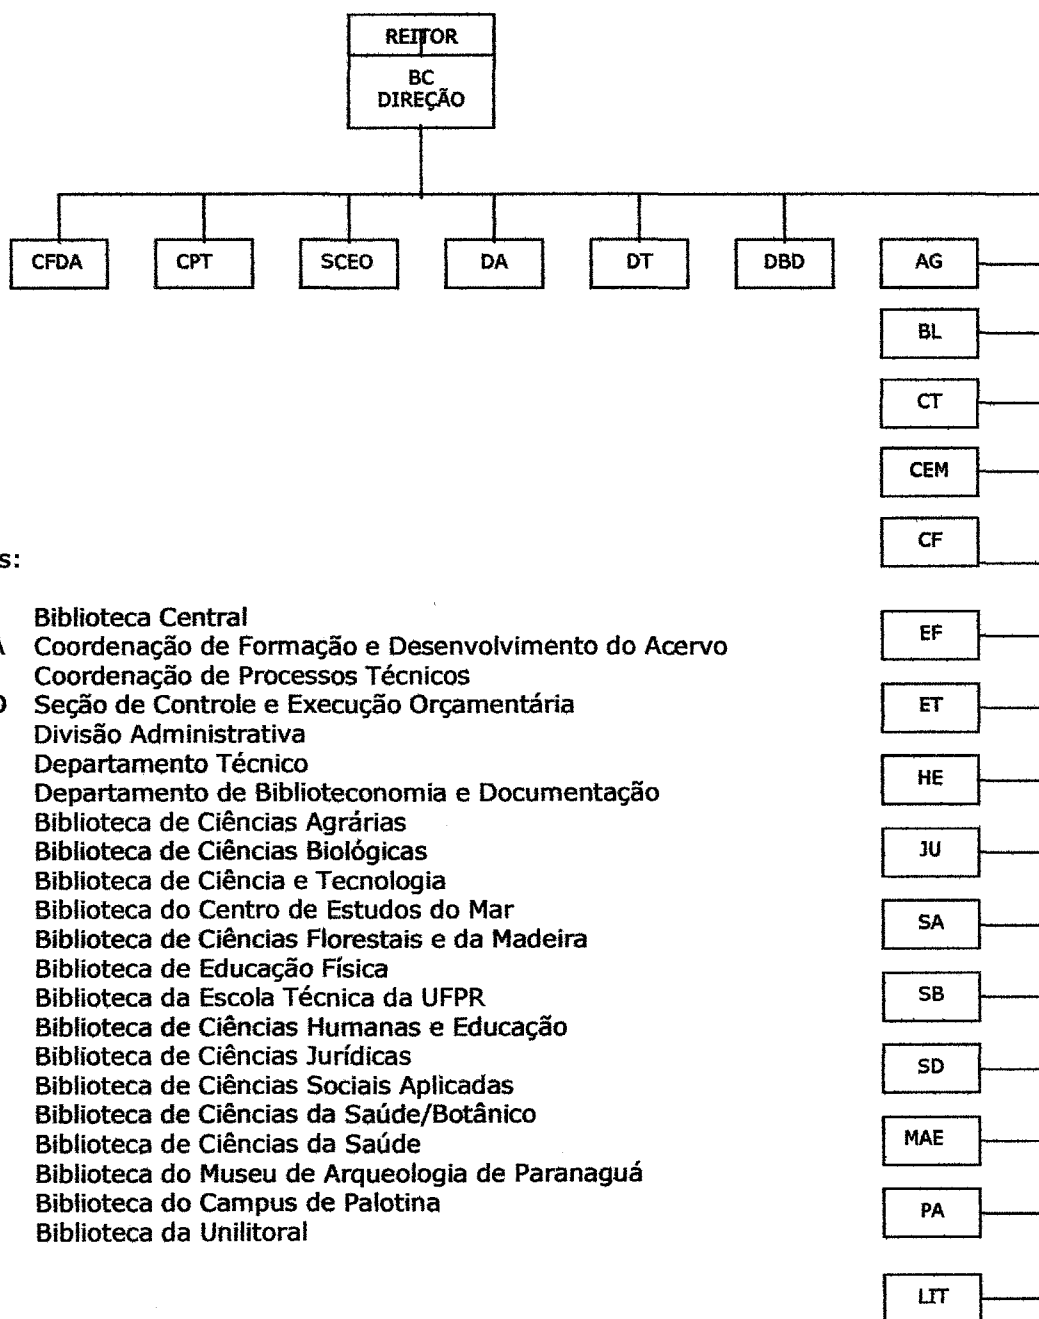 REITOR
BC
DIREÇÃO
CFDA CPT SCEO DA DT DBD AG
BL
CT
CEM
CF
EF
ET
HE
JU
SA
SB
SD
MAE
PA
LIT
s:
Biblioteca Central
A Coordenação de Formação e Desenvolvimento do Acervo
Coordenação de Processos Técnicos
O Seção de Controle e Execução Orçamentária
Divisão Administrativa
Departamento Técnico
Departamento de Biblioteconomia e Documentação
Biblioteca de Ciências Agrárias
Biblioteca de Ciências Biológicas
Biblioteca de Ciência e Tecnologia
Biblioteca do Centro de Estudos do Mar
Biblioteca de Ciências Florestais e da Madeira
Biblioteca de Educação Física
Biblioteca da Escola Técnica da UFPR
Biblioteca de Ciências Humanas e Educação
Biblioteca de Ciências Jurídicas
Biblioteca de Ciências Sociais Aplicadas
Biblioteca de Ciências da Saúde/Botânico
Biblioteca de Ciências da Saúde
Biblioteca do Museu de Arqueologia de Paranaguá
Biblioteca do Campus de Palotina
Biblioteca da Unilitoral